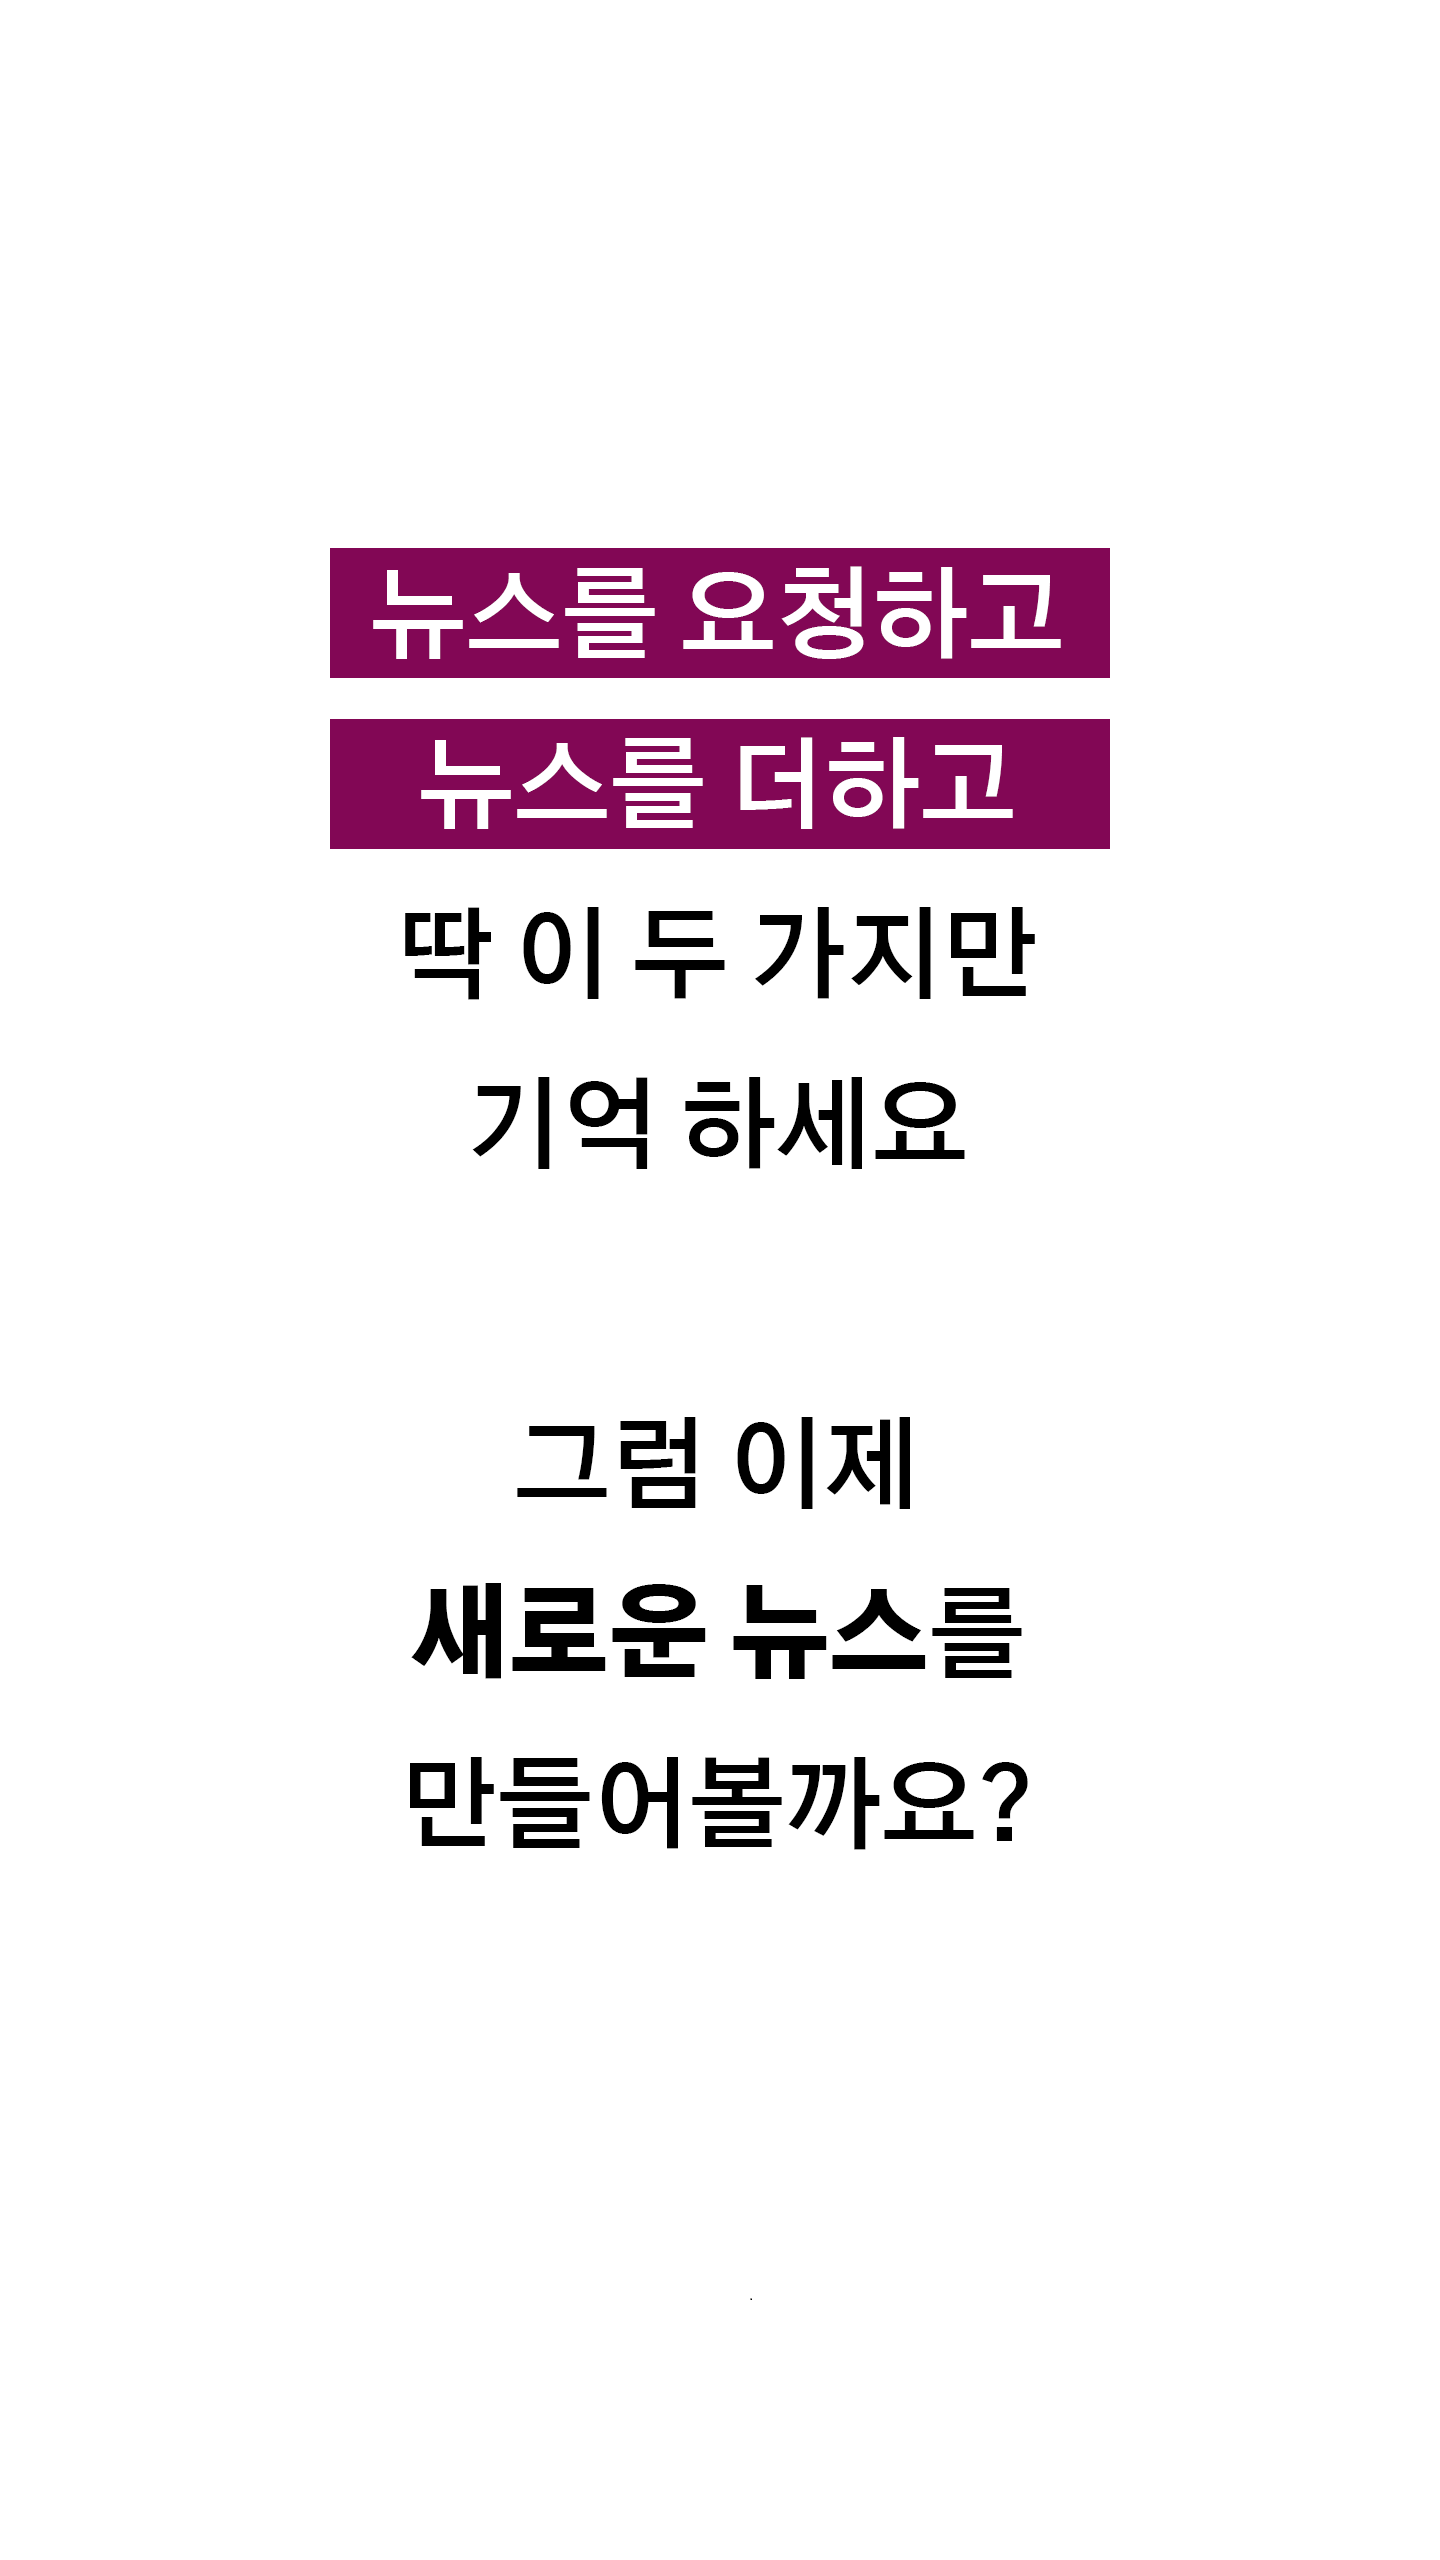 뉴스를 요청하고
뉴스를 더하고
딱 이 두 가지만
기억 하세요
그럼 이제
새로운 뉴스를
만들어볼까요?
.